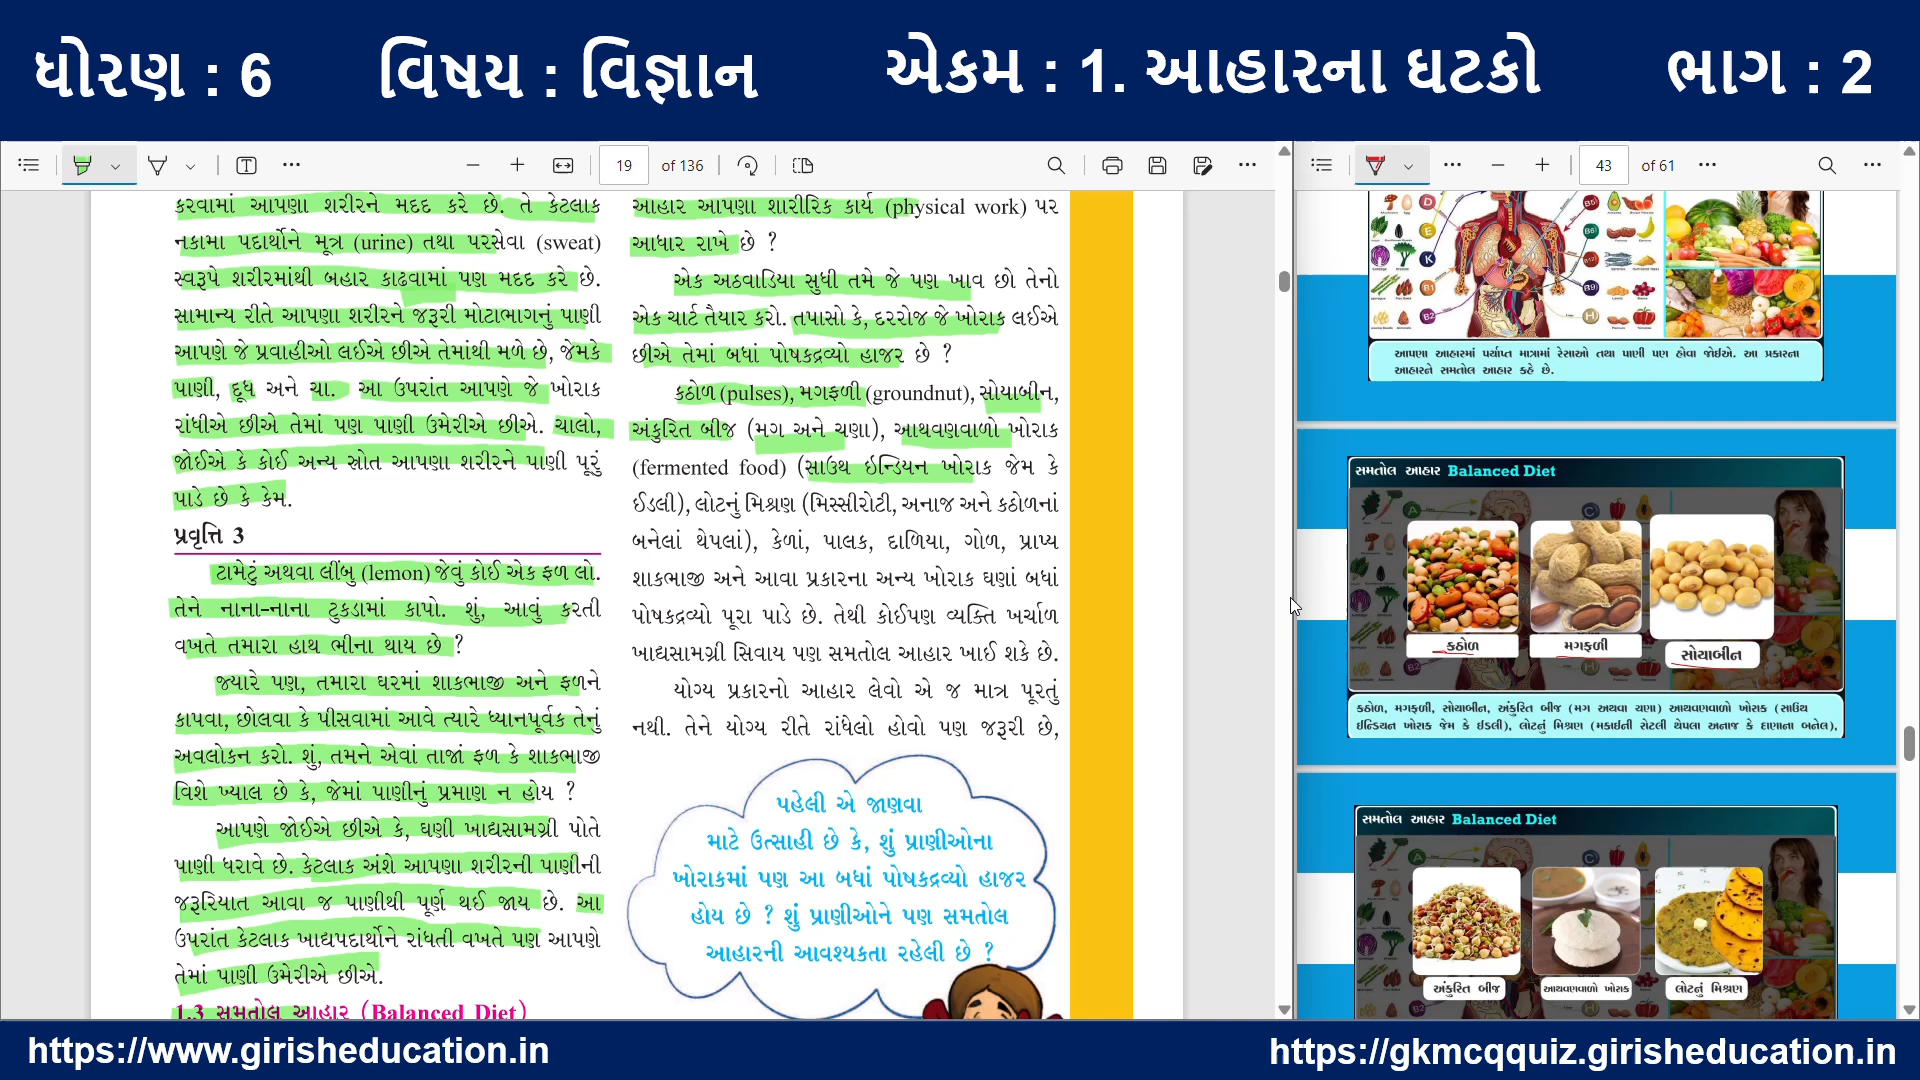 ધોરણ : 6 વિષય : વિજ્ઞાન એકમ : 1. આહારના ઘટકો ભાગ : 2
19 of 136
43 of 61
કરવામાં આપણા શરીરને મદદ કરે છે. તે કેટલાક
નકામા પદાર્થોને મૂત્ર (urine) તથા પરસેવા (sweat)
સ્વરૂપે શરીરમાંથી બહાર કાઢવામાં પણ મદદ કરે છે.
સામાન્ય રીતે આપણા શરીરને જરૂરી મોટાભાગનું પાણી
આપણે જે પ્રવાહીઓ લઈએ છીએ તેમાંથી મળે છે, જેમકે
પાણી, દૂધ અને ચા. આ ઉપરાંત આપણે જે ખોરાક
રાંધીએ છીએ તેમાં પણ પાણી ઉમેરીએ છીએ. ચાલો,
જોઈએ કે કોઈ અન્ય સ્રોત આપણા શરીરને પાણી પૂરું
પાડે છે કે કેમ.
પ્રવૃત્તિ 3
ટામેટું અથવા લીંબુ (lemon) જેવું કોઈ એક ફળ લો.
તેને નાના-નાના ટુકડામાં કાપો. શું, આવું કરતી
વખતે તમારા હાથ ભીના થાય છે ?
જ્યારે પણ, તમારા ઘરમાં શાકભાજી અને ફળને
કાપવા, છોલવા કે પીસવામાં આવે ત્યારે ધ્યાનપૂર્વક તેનું
અવલોકન કરો. શું, તમને એવાં તાજાં ફળ કે શાકભાજી
વિશે ખ્યાલ છે કે, જેમાં પાણીનું પ્રમાણ ન હોય ?
આપણે જોઈએ છીએ કે, ઘણી ખાદ્યસામગ્રી પોતે
પાણી ધરાવે છે. કેટલાક અંશે આપણા શરીરની પાણીની
જરૂરિયાત આવા જ પાણીથી પૂર્ણ થઈ જાય છે. આ
ઉપરાંત કેટલાક ખાદ્યપદાર્થોને રાંધતી વખતે પણ આપણે
તેમાં પાણી ઉમેરીએ છીએ.
1.3 સમતોલ આહાર (Balanced Diet)
આહાર આપણા શારીરિક કાર્ય (physical work) પર
આધાર રાખે છે ?
એક અઠવાડિયા સુધી તમે જે પણ ખાવ છો તેનો
એક ચાર્ટ તૈયાર કરો. તપાસો કે, દરરોજ જે ખોરાક લઈએ
છીએ તેમાં બધાં પોષકદ્રવ્યો હાજર છે ?
કઠોળ (pulses), મગફળી (groundnut), સોયાબીન,
અંકુરિત બીજ (મગ અને ચણા), આથવણવાળો ખોરાક
(fermented food) (સાઉથ ઇન્ડિયન ખોરાક જેમ કે
ઈડલી), લોટનું મિશ્રણ (મિસ્સીરોટી, અનાજ અને કઠોળનાં
બનેલાં થેપલાં), કેળાં, પાલક, દાળિયા, ગોળ, પ્રાપ્ય
શાકભાજી અને આવા પ્રકારના અન્ય ખોરાક ઘણાં બધાં
પોષકદ્રવ્યો પૂરા પાડે છે. તેથી કોઈપણ વ્યક્તિ ખર્ચાળ
ખાદ્યસામગ્રી સિવાય પણ સમતોલ આહાર ખાઈ શકે છે.
યોગ્ય પ્રકારનો આહાર લેવો એ જ માત્ર પૂરતું
નથી. તેને યોગ્ય રીતે રાંધેલો હોવો પણ જરૂરી છે,
પહેલી એ જાણવા
માટે ઉત્સાહી છે કે, શું પ્રાણીઓના
ખોરાકમાં પણ આ બધાં પોષકદ્રવ્યો હાજર
હોય છે ? શું પ્રાણીઓને પણ સમતોલ
આહારની આવશ્યકતા રહેલી છે ?
D
E
K
B1
B2
B5
B6
B12
B9
H
આપણા આહારમાં પર્યાપ્ત માત્રામાં રેસાઓ તથા પાણી પણ હોવા જોઈએ. આ પ્રકારના
આહારને સમતોલ આહાર કહે છે.
સમતોલ આહાર Balanced Diet
A C
કઠોળ મગફળી સોયાબીન
કઠોળ, મગફળી, સોયાબીન, અંકુરિત બીજ (મગ અથવા ચણા) આથવણવાળો ખોરાક (સાઉથ
ઇન્ડિયન ખોરાક જેમ કે ઈડલી), લોટનું મિશ્રણ (મકાઈની રોટલી થેપલા અનાજ કે દાણાના બનેલ),
સમતોલ આહાર Balanced Diet
A C
અંકુરિત બીજ આથવણવાળો ખોરાક લોટનું મિશ્રણ
https://www.girisheducation.in https://gkmcqquiz.girisheducation.in